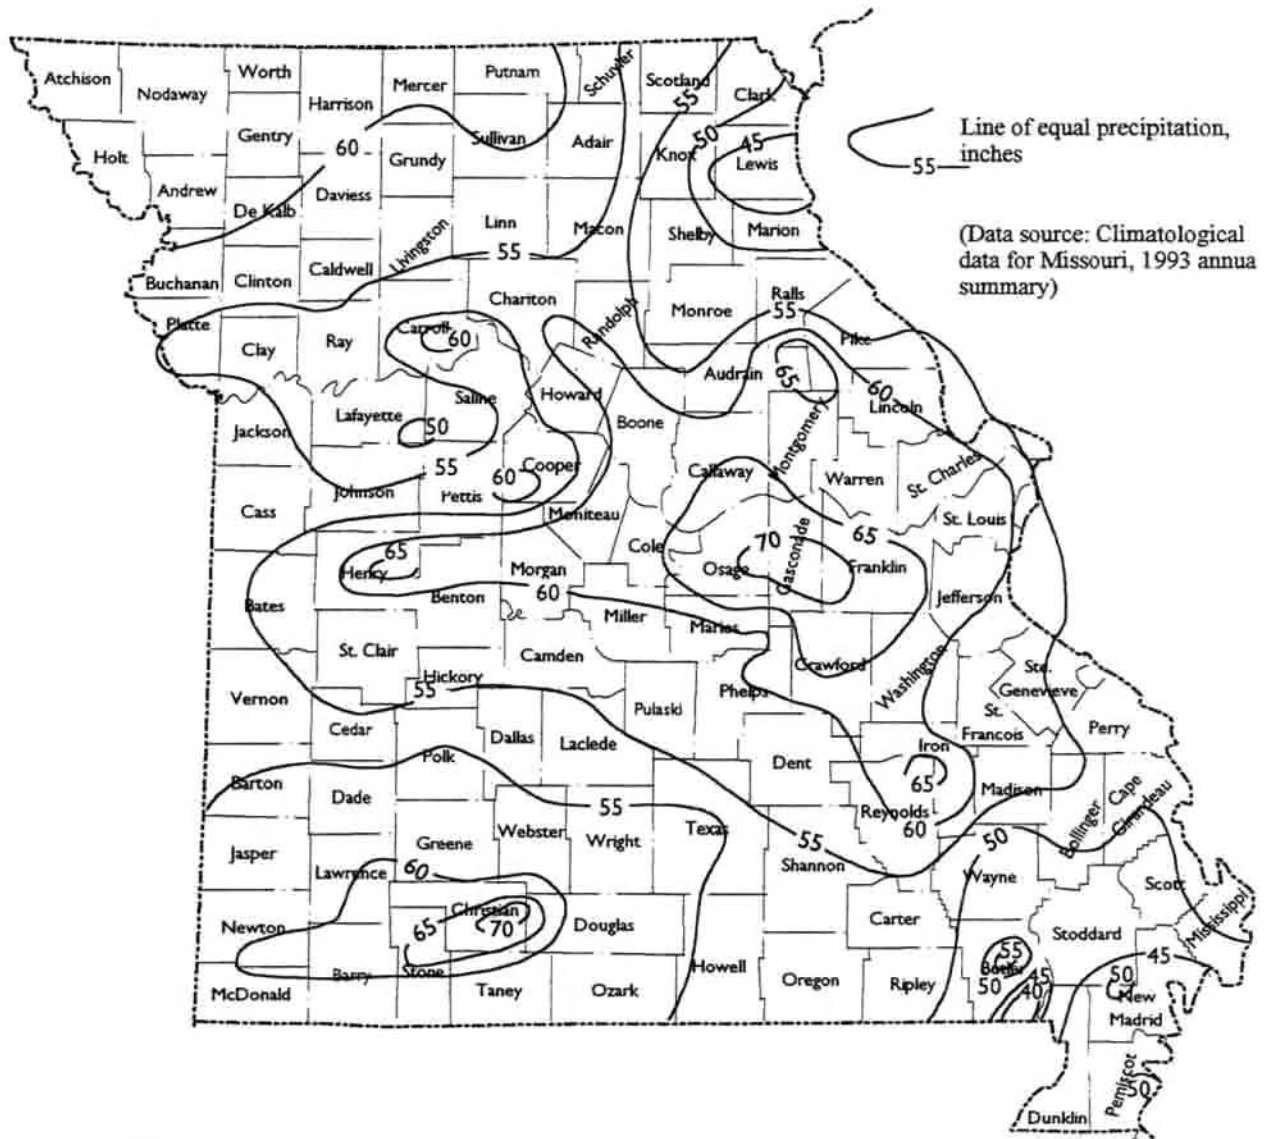 Atchison
Nodaway
Worth
Harrison
Mercer
Putnam
Schuyler
Scotland
Clark
55
Line of equal precipitation,
inches
55
Holt
Gentry
60
Grundy
Sullivan
Adair
Knox
50
45
Lewis
Andrew
De Kalb
Daviess
Livingston
Linn
Macon
Shelby
Marion
(Data source: Climatological
data for Missouri, 1993 annua
summary)
Buchanan
Clinton
Caldwell
55
Chariton
Randolph
Monroe
Ralls
55
Platte
Clay
Ray
Carroll
60
Pike
Audrain
65
60
Lincoln
Jackson
Lafayette
50
Saline
Howard
Boone
Callaway
Montgomery
Warren
St. Charles
55
Johnson
Pettis
60
Cooper
Cass
Moniteau
St. Louis
Henry
65
Morgan
Cole
Osage
70
Gasconade
65
Franklin
Bates
Benton
60
Miller
Maries
Jefferson
St. Clair
Hickory
Camden
Crawford
Washington
Ste.
Genevieve
Vernon
55
Pulaski
Phelps
St.
Francois
Perry
Cedar
Dallas
Laclede
Polk
Dent
Iron
65
Barton
Dade
55
Madison
Bollinger
Cape
Girardeau
Reynolds
60
Jasper
Greene
Webster
Wright
Texas
55
Shannon
50
Lawrence
60
Wayne
Scott
Mississippi
Newton
Christian
65
70
Douglas
Carter
Stoddard
McDonald
Barry
Stone
Taney
Ozark
Howell
Oregon
Ripley
55
Butler
50
45
40
45
50
New
Madrid
Pemiscot
50
Dunklin